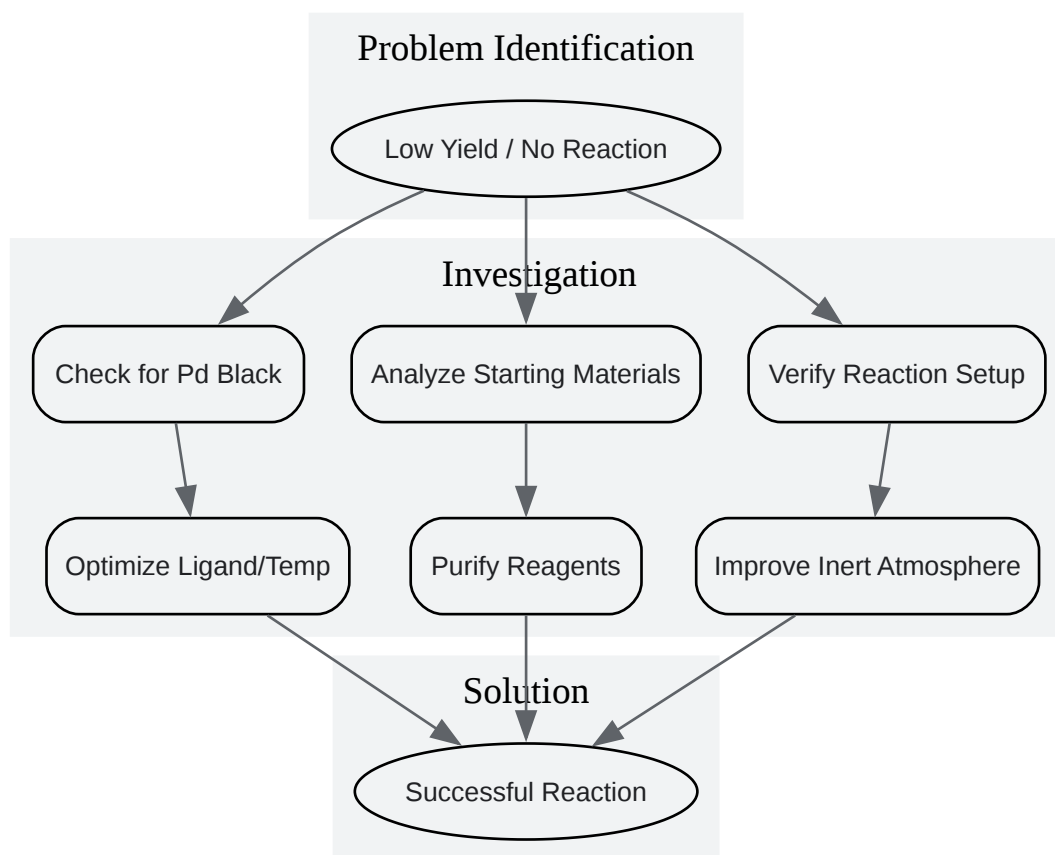 Problem Identification
Low Yield / No Reaction
Investigation
Check for Pd Black
Analyze Starting Materials
Verify Reaction Setup
Optimize Ligand/Temp
Purify Reagents
Improve Inert Atmosphere
Solution
Successful Reaction